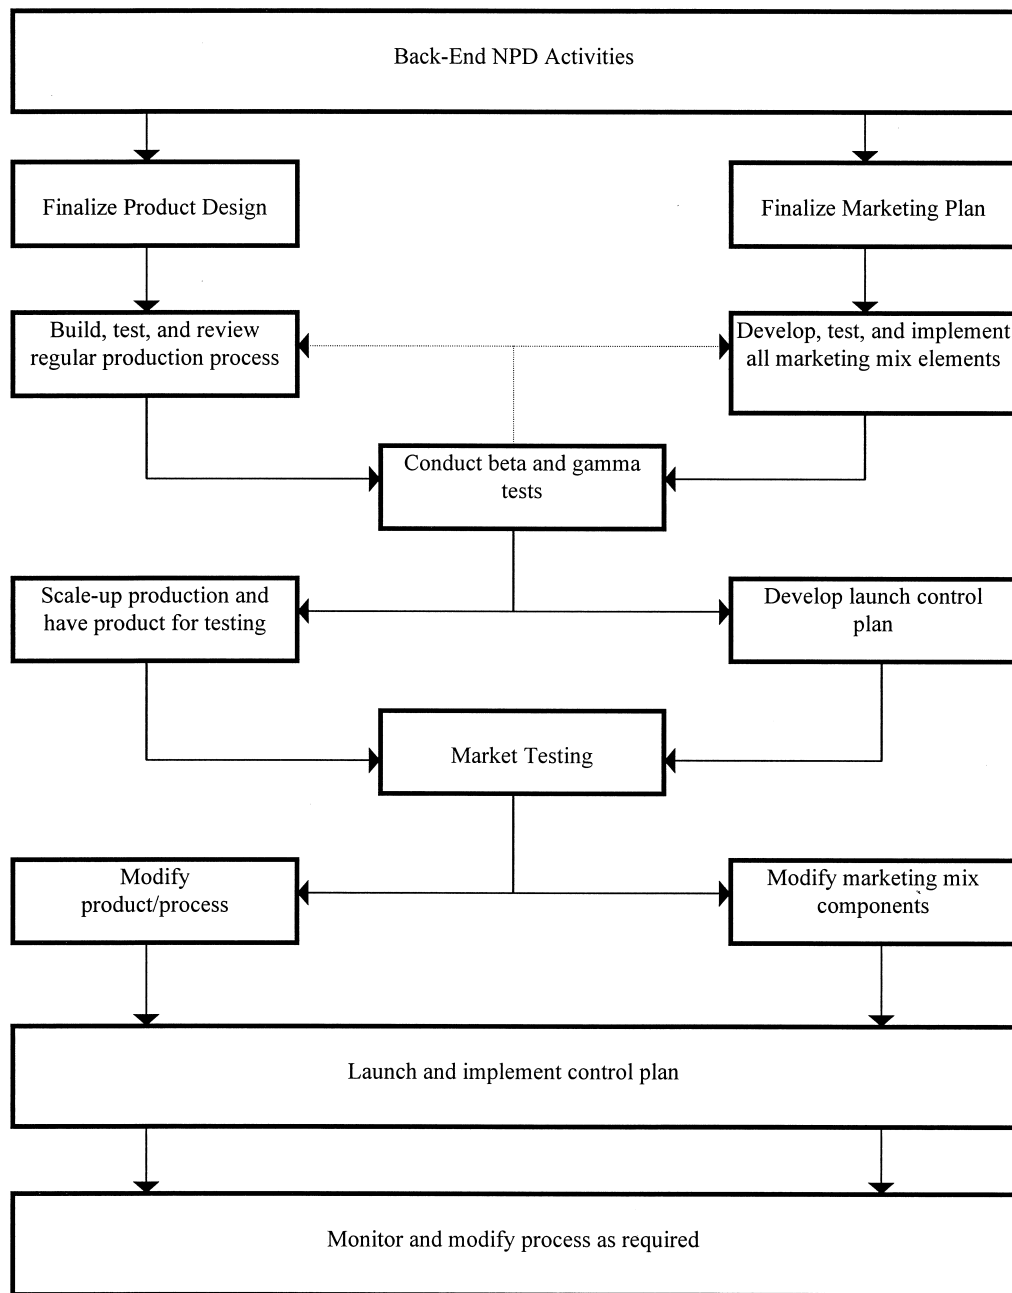 Back-End NPD Activities
Finalize Product Design
Finalize Marketing Plan
Build, test, and review
regular production process
Develop, test, and implement
all marketing mix elements
Conduct beta and gamma
tests
Scale-up production and
have product for testing
Develop launch control
plan
Market Testing
Modify
product/process
Modify marketing mix
components
Launch and implement control plan
Monitor and modify process as required